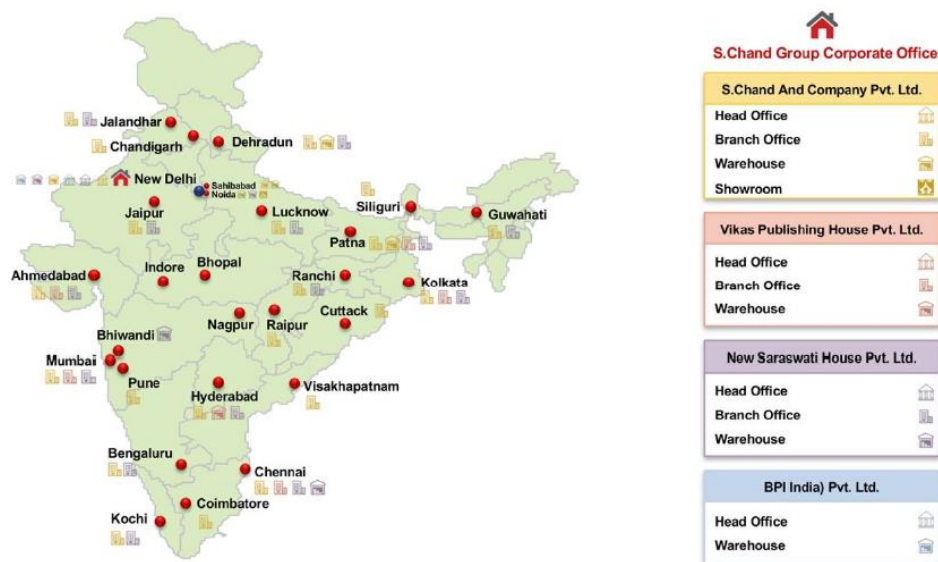 S.Chand Group Corporate Office
Jalandhar
Chandigarh
Dehradun
New Delhi
Sahibabad
Noida
Jaipur
Lucknow
Siliguri
Guwahati
Patna
Ahmedabad
Indore
Bhopal
Ranchi
Kolkata
Nagpur
Raipur
Cuttack
Bhiwandi
Mumbai
Pune
Hyderabad
Visakhapatnam
Bengaluru
Chennai
Coimbatore
Kochi
S.Chand And Company Pvt. Ltd.
Head Office
Branch Office
Warehouse
Showroom
Vikas Publishing House Pvt. Ltd.
Head Office
Branch Office
Warehouse
New Saraswati House Pvt. Ltd.
Head Office
Branch Office
Warehouse
BPI India) Pvt. Ltd.
Head Office
Warehouse